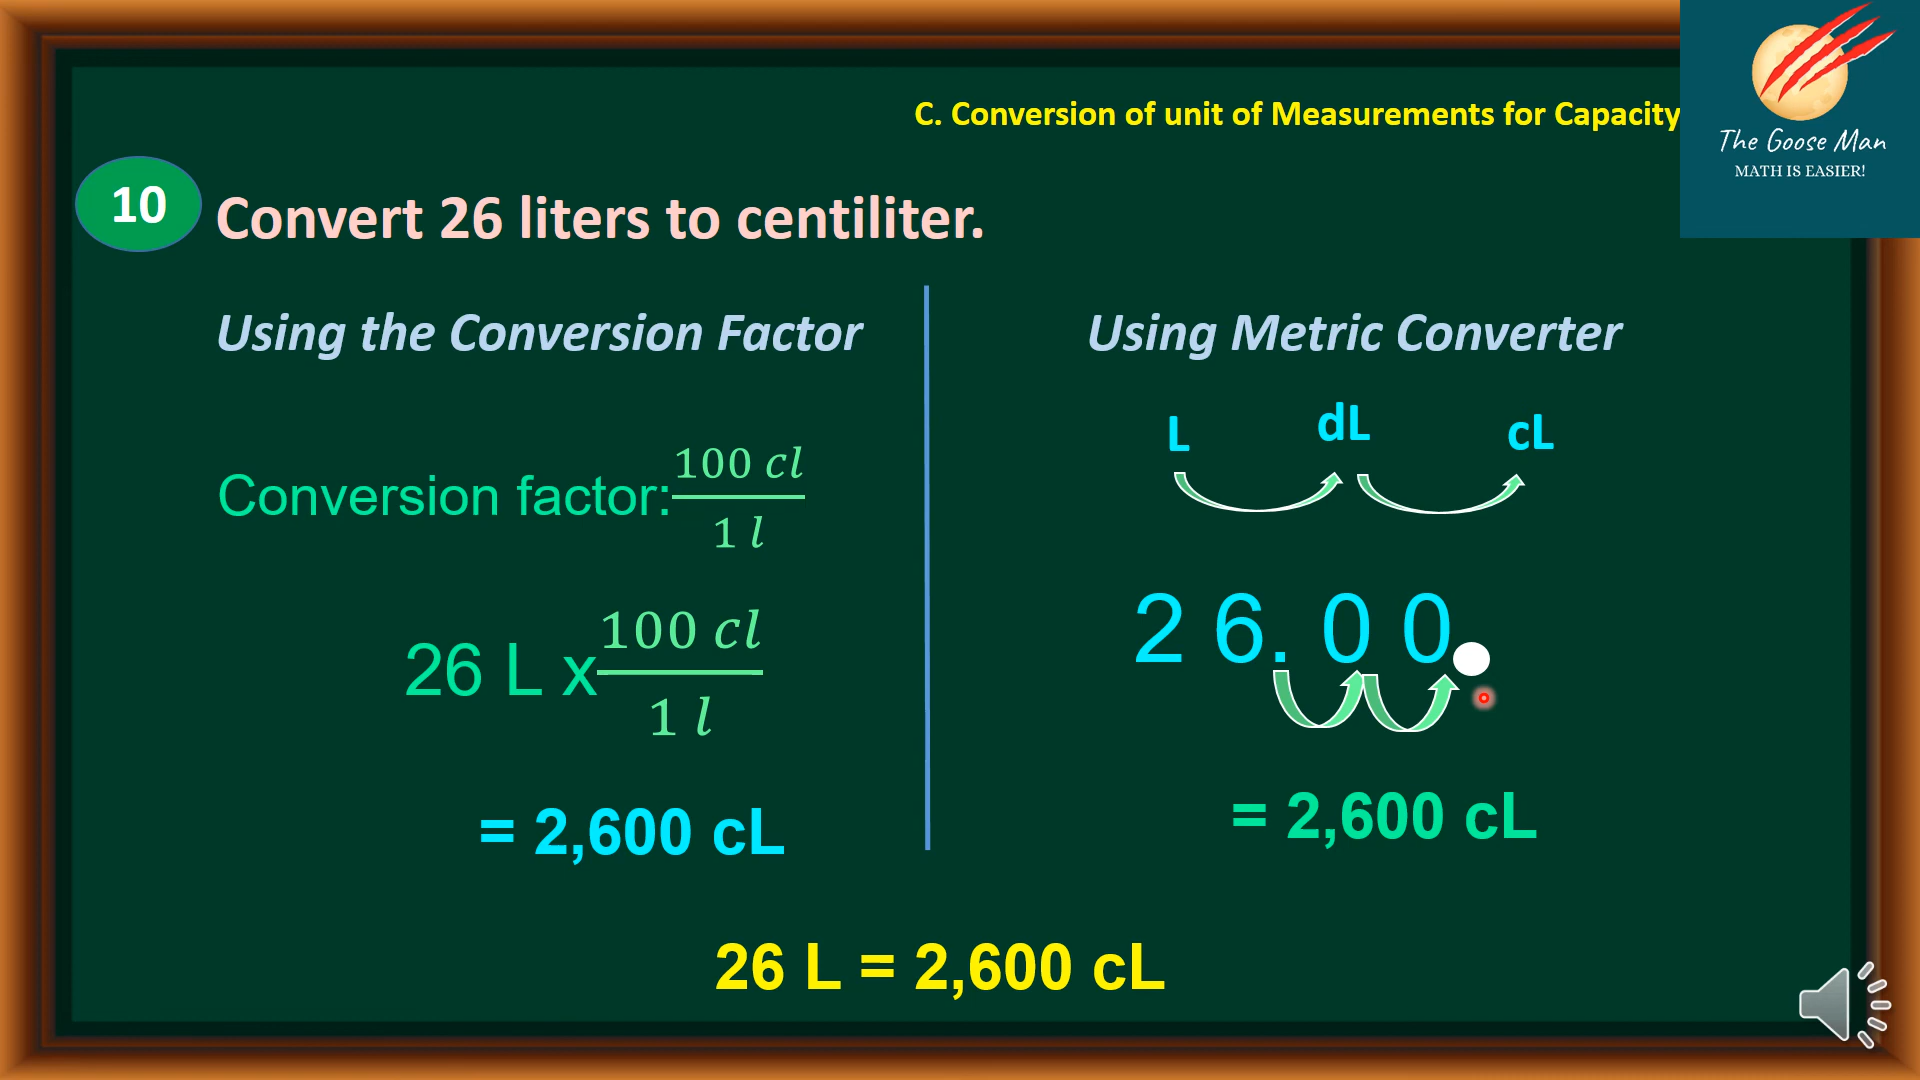 C. Conversion of unit of Measurements for Capacity
The Goose Man
MATH IS EASIER!
10
Convert 26 liters to centiliter.
Using the Conversion Factor
Conversion factor: 100 cl / 1 l
26 L x 100 cl / 1 l
= 2,600 cL
Using Metric Converter
L dL cL
2 6 . 0 0
= 2,600 cL
26 L = 2,600 cL